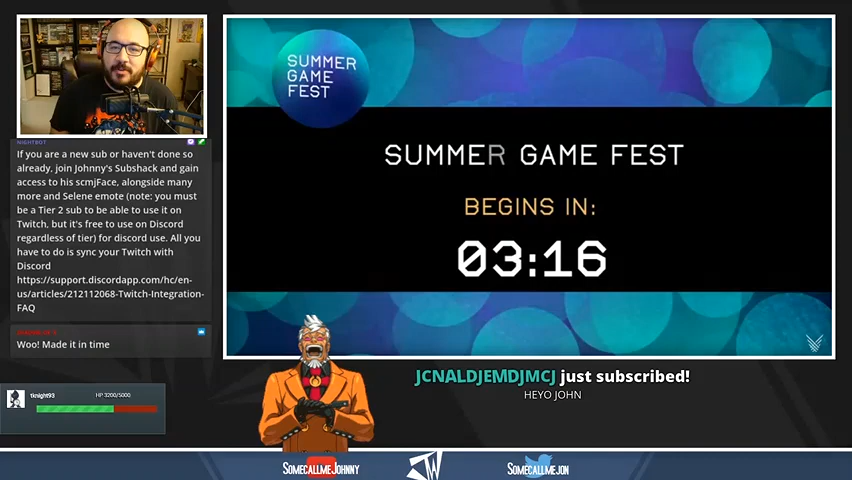 NIGHTBOT
If you are a new sub or haven't done so
already, join Johnny's Subshack and gain
access to his scmjFace, alongside many
more and Selene emote (note: you must
be a Tier 2 sub to be able to use it on
Twitch, but it's free to use on Discord
regardless of tier) for discord use. All you
have to do is sync your Twitch with
Discord
https://support.discordapp.com/hc/en-
us/articles/212112068-Twitch-Integration-
FAQ
Woo! Made it in time
1knight93 HP 3200/5000
SUMMER
GAME
FEST
SUMMER GAME FEST
BEGINS IN:
03:16
JCNALDJEMDJMCJ just subscribed!
HEYO JOHN
SOMECALLMEJOHNNY
SOMECALLMEJON